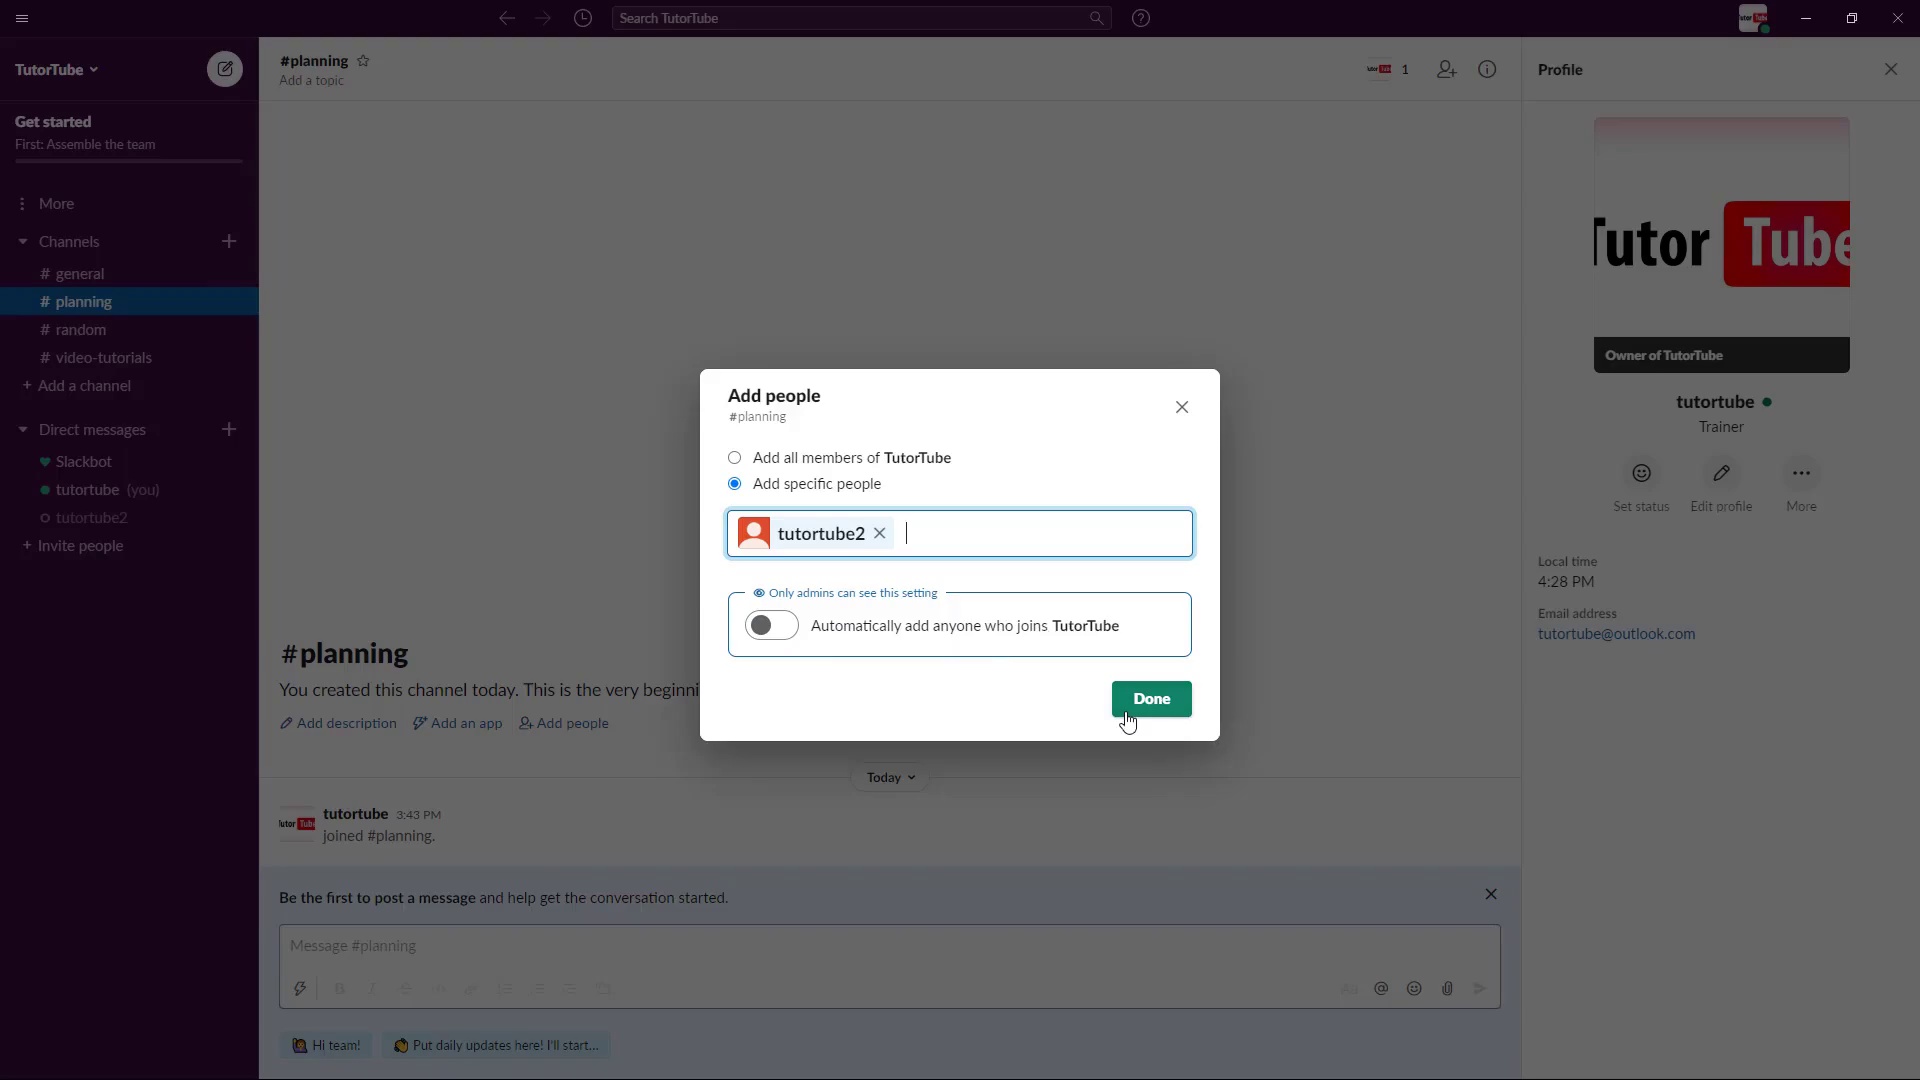 Search TutorTube
TutorTube
Get started
First: Assemble the team
More
Channels
# general
# planning
# random
# video-tutorials
+ Add a channel
Direct messages
Slackbot
tutortube (you)
tutortube2
+ Invite people
#planning
Add a topic
1
#planning
You created this channel today. This is the very beginni
Add description
Add an app
Add people
Today
tutortube 3:43 PM
joined #planning.
Be the first to post a message and help get the conversation started.
Message #planning
Hi team!
Put daily updates here! I'll start...
Add people
#planning
Add all members of TutorTube
Add specific people
tutortube2
Only admins can see this setting
Automatically add anyone who joins TutorTube
Done
Profile
Tutor Tube
Owner of TutorTube
tutortube
Trainer
Set status
Edit profile
More
Local time
4:28 PM
Email address
tutortube@outlook.com